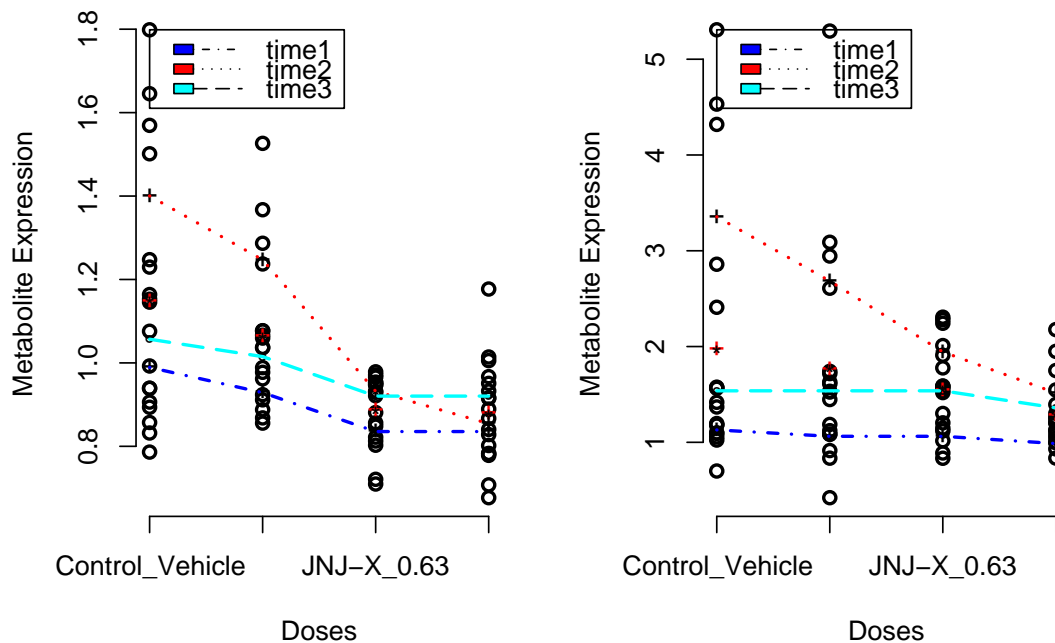 1.8
1.6
1.4
1.2
1.0
0.8
Metabolite Expression
time1
time2
time3
Control_Vehicle
JNJ−X_0.63
Doses
5
4
3
2
1
Metabolite Expression
time1
time2
time3
Control_Vehicle
JNJ−X_0.63
Doses